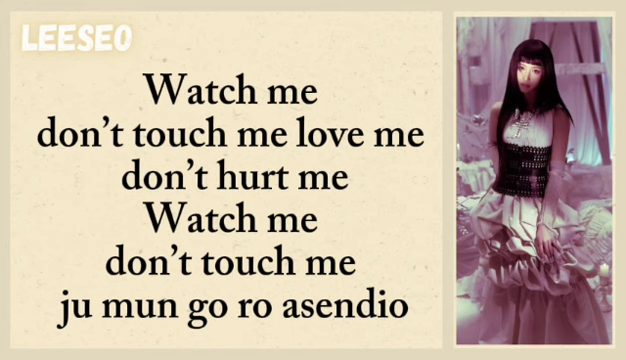 LEESEO
Watch me
don't touch me love me
don't hurt me
Watch me
don't touch me
ju mun go ro asendio